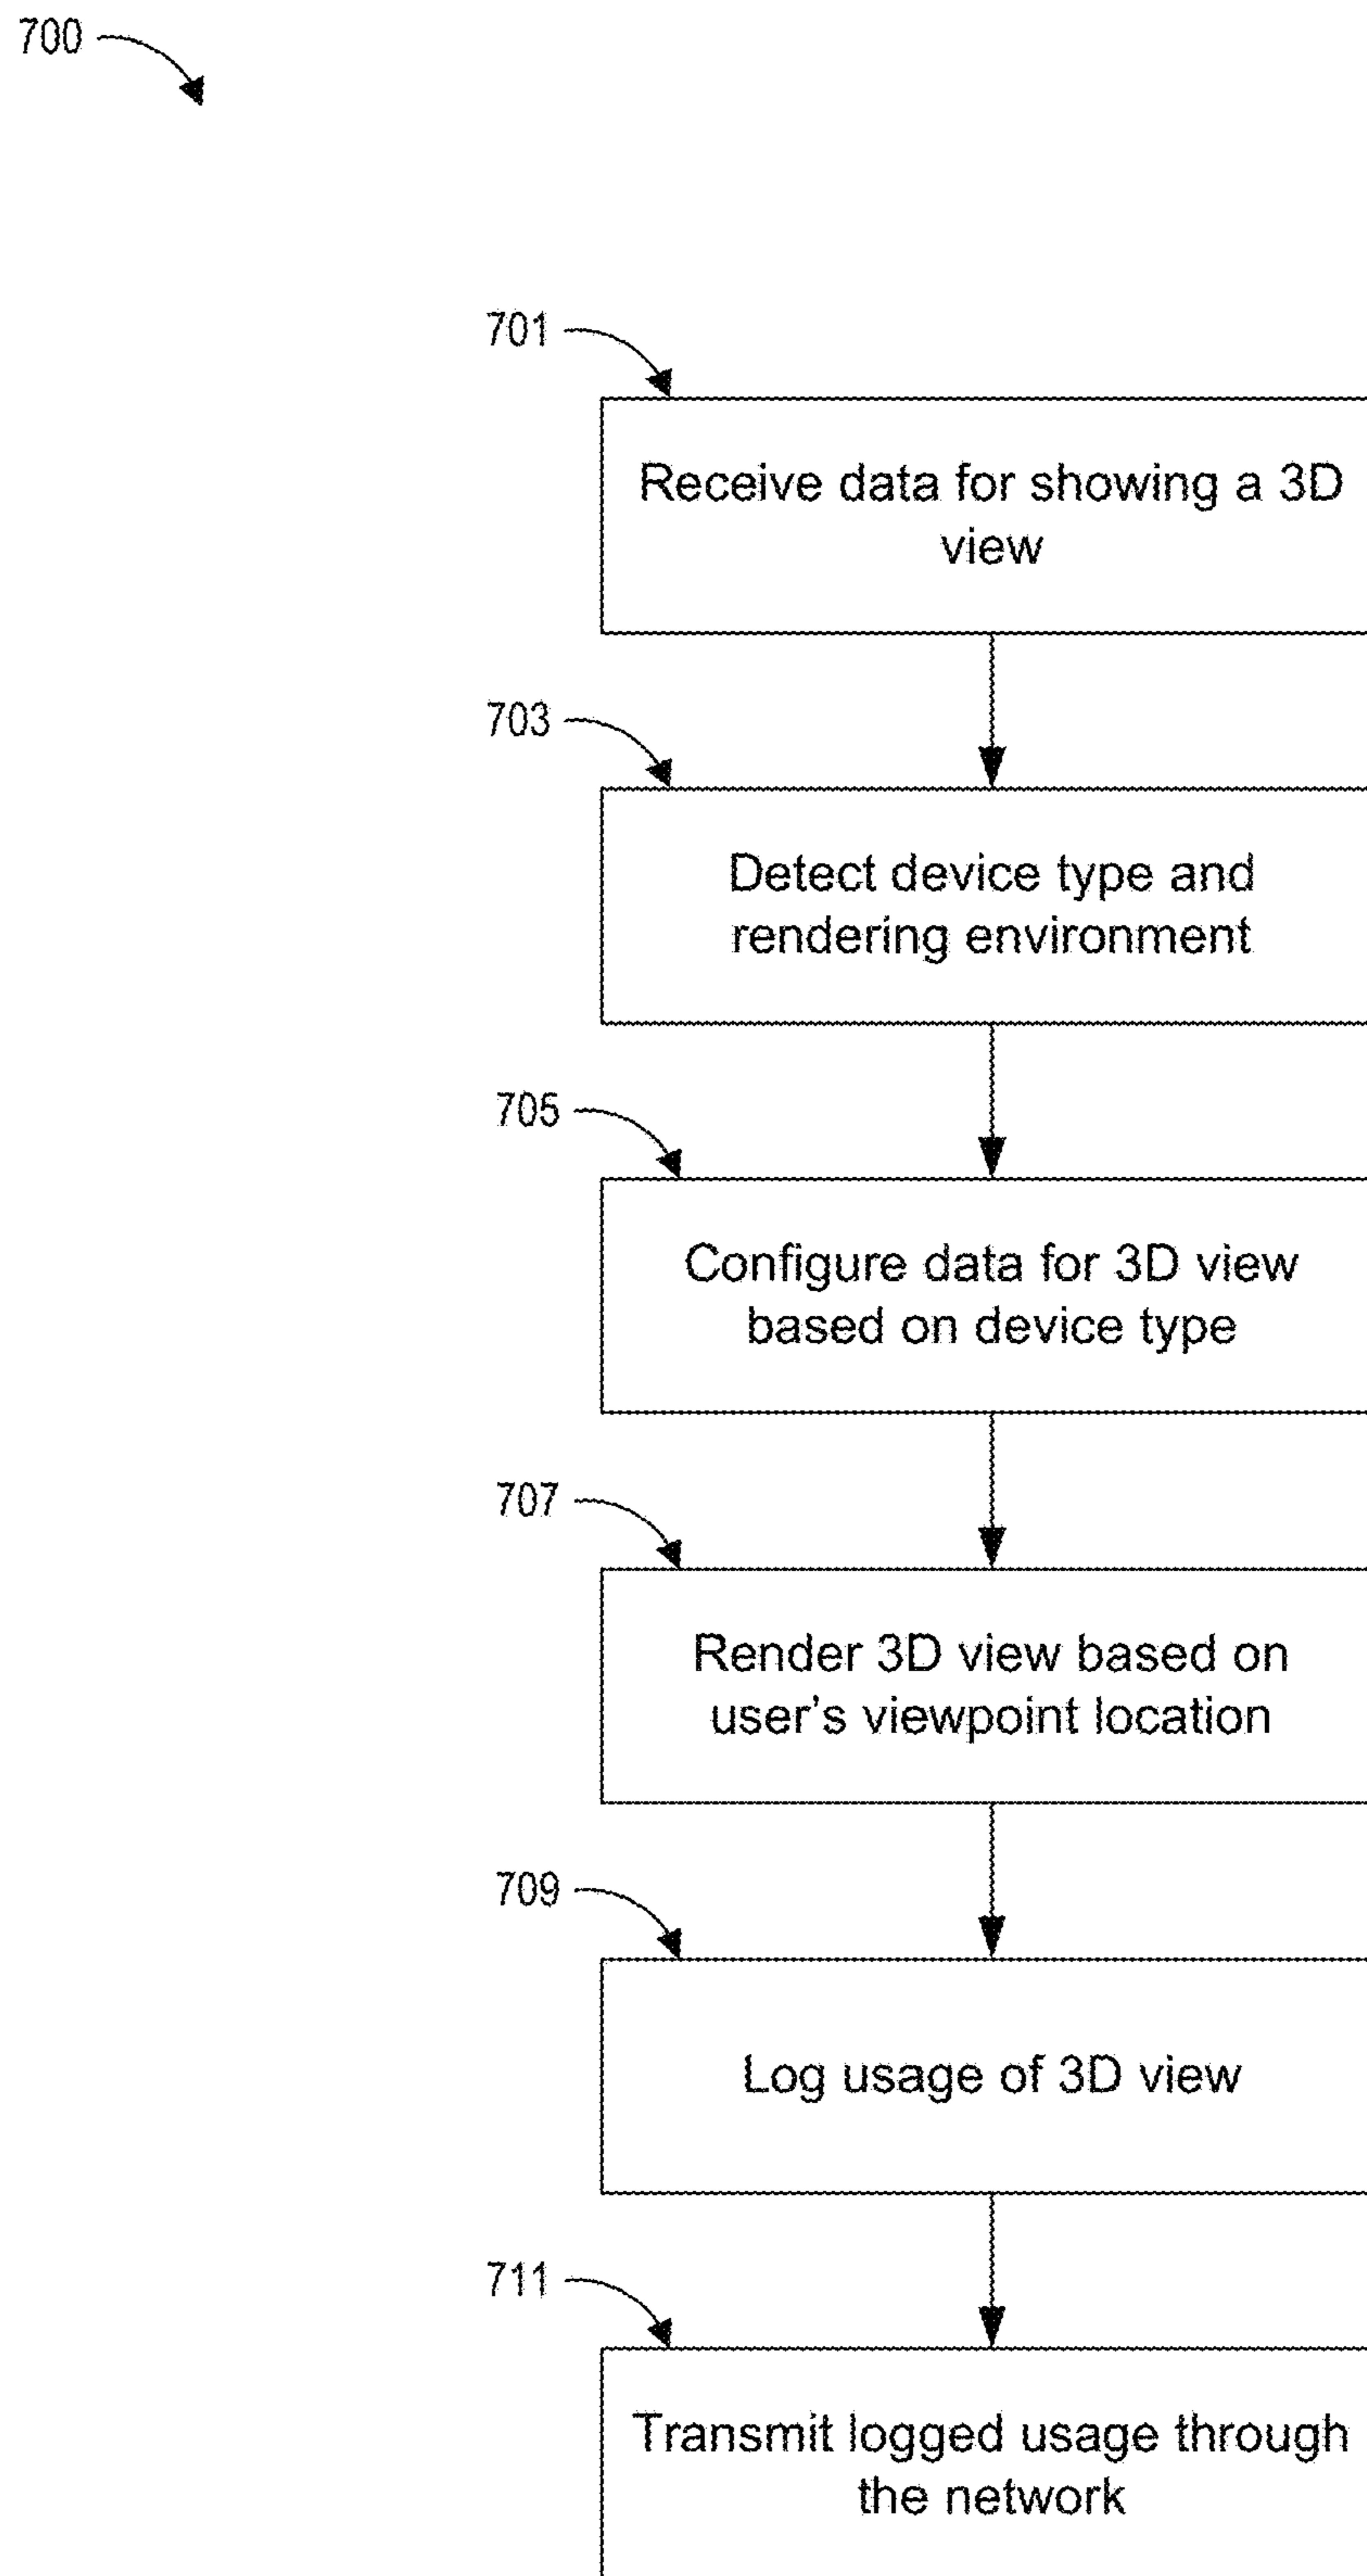 700
701
Receive data for showing a 3D
view
703
Detect device type and
rendering environment
705
Configure data for 3D view
based on device type
707
Render 3D view based on
user's viewpoint location
709
Log usage of 3D view
711
Transmit logged usage through
the network